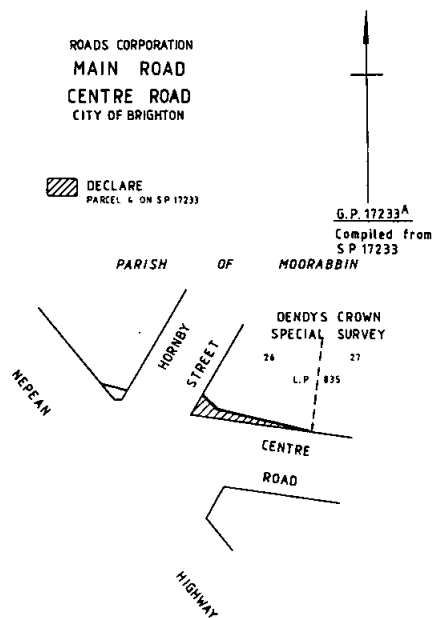 ROADS CORPORATION
MAIN ROAD
CENTRE ROAD
CITY OF BRIGHTON
DECLARE
PARCEL 4 ON S P 17233
G.P. 17233A
Compiled from
S P 17233
PARISH OF MOORABBIN
DENDYS CROWN
SPECIAL SURVEY
26 27
L.P 835
HORNBY
STREET
NEPEAN
CENTRE
ROAD
HIGHWAY